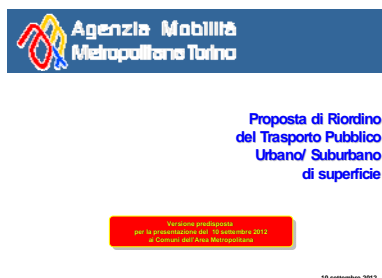 Agenzia Mobilità
Metropolitana Torino
Proposta di Riordino
del Trasporto Pubblico
Urbano/ Suburbano
di superficie
Versione predisposta
per la presentazione del 10 settembre 2012
ai Comuni dell'Area Metropolitana
10 settembre 2012